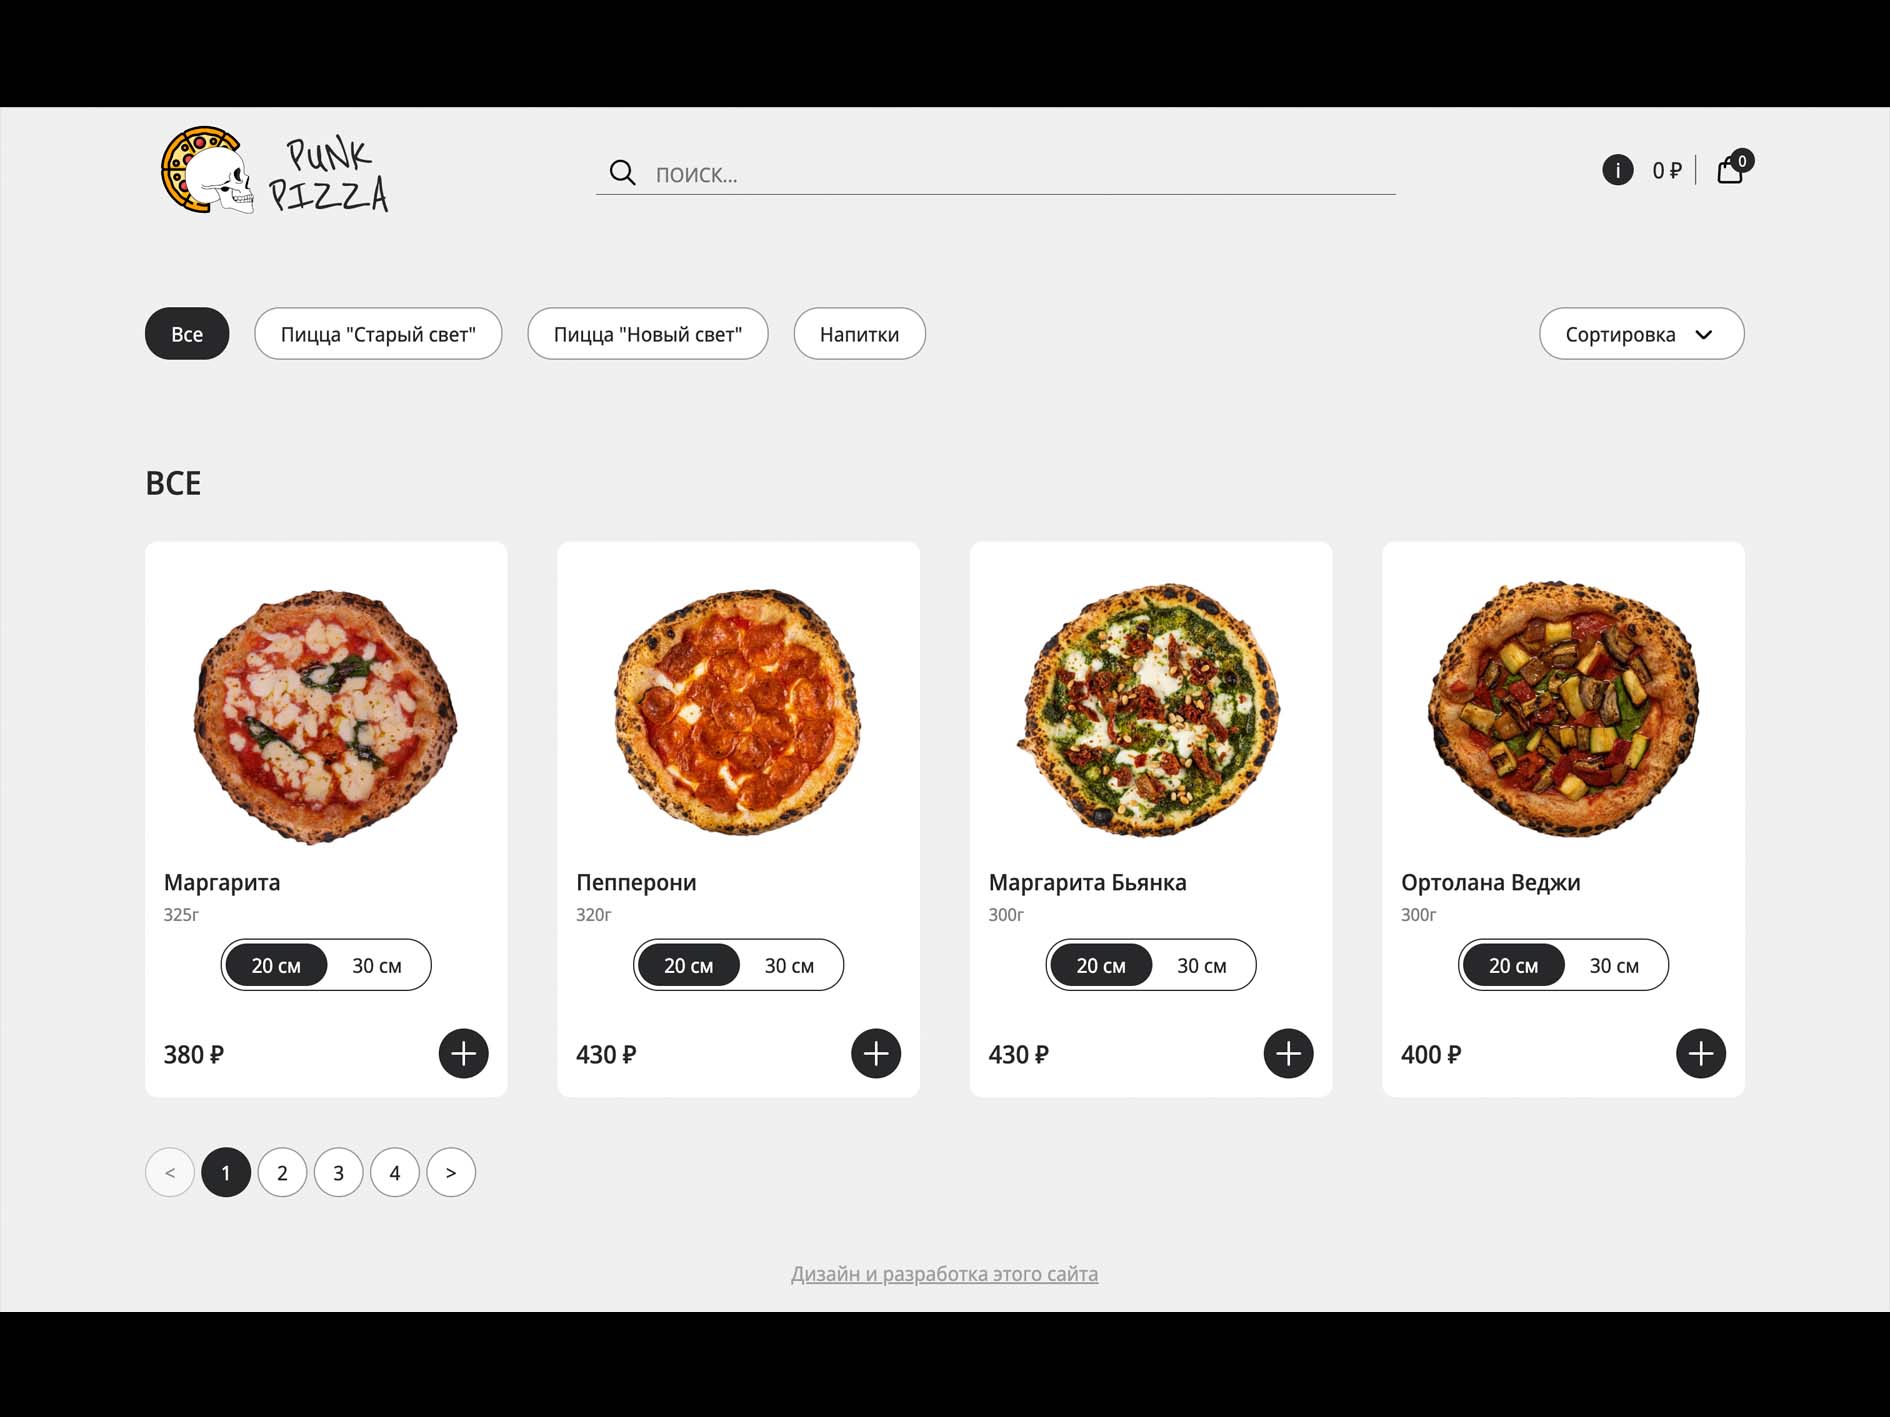 PUNK
PIZZA
ПОИСК...
i
0 ₽
0
Все
Пицца "Старый свет"
Пицца "Новый свет"
Напитки
Сортировка
ВСЕ
Маргарита
325г
20 см
30 см
380 ₽
Пепперони
320г
20 см
30 см
430 ₽
Маргарита Бьянка
300г
20 см
30 см
430 ₽
Ортолана Веджи
300г
20 см
30 см
400 ₽
< 1 2 3 4 >
Дизайн и разработка этого сайта